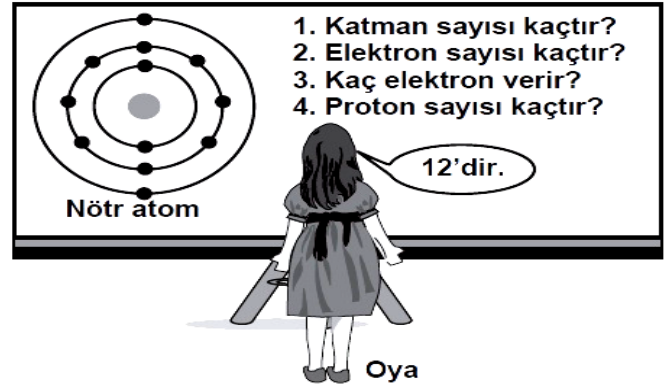 1. Katman sayısı kaçtır?
2. Elektron sayısı kaçtır?
3. Kaç elektron verir?
4. Proton sayısı kaçtır?
12’dir.
Nötr atom
Oya